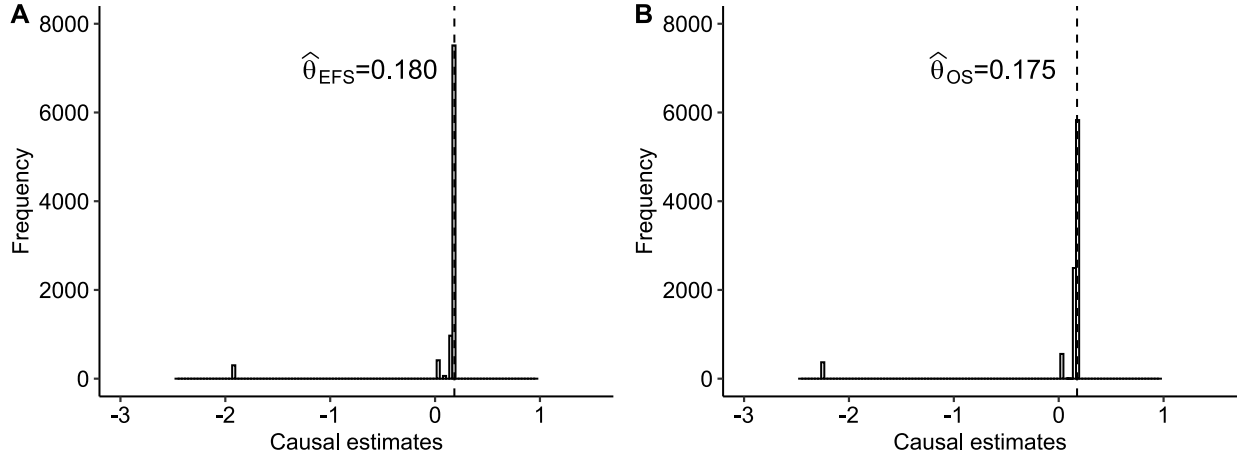 A
8000
6000
4000
2000
0
Frequency
θ̂EFS=0.180
-3 -2 -1 0 1
Causal estimates
B
8000
6000
4000
2000
0
Frequency
θ̂OS=0.175
-3 -2 -1 0 1
Causal estimates